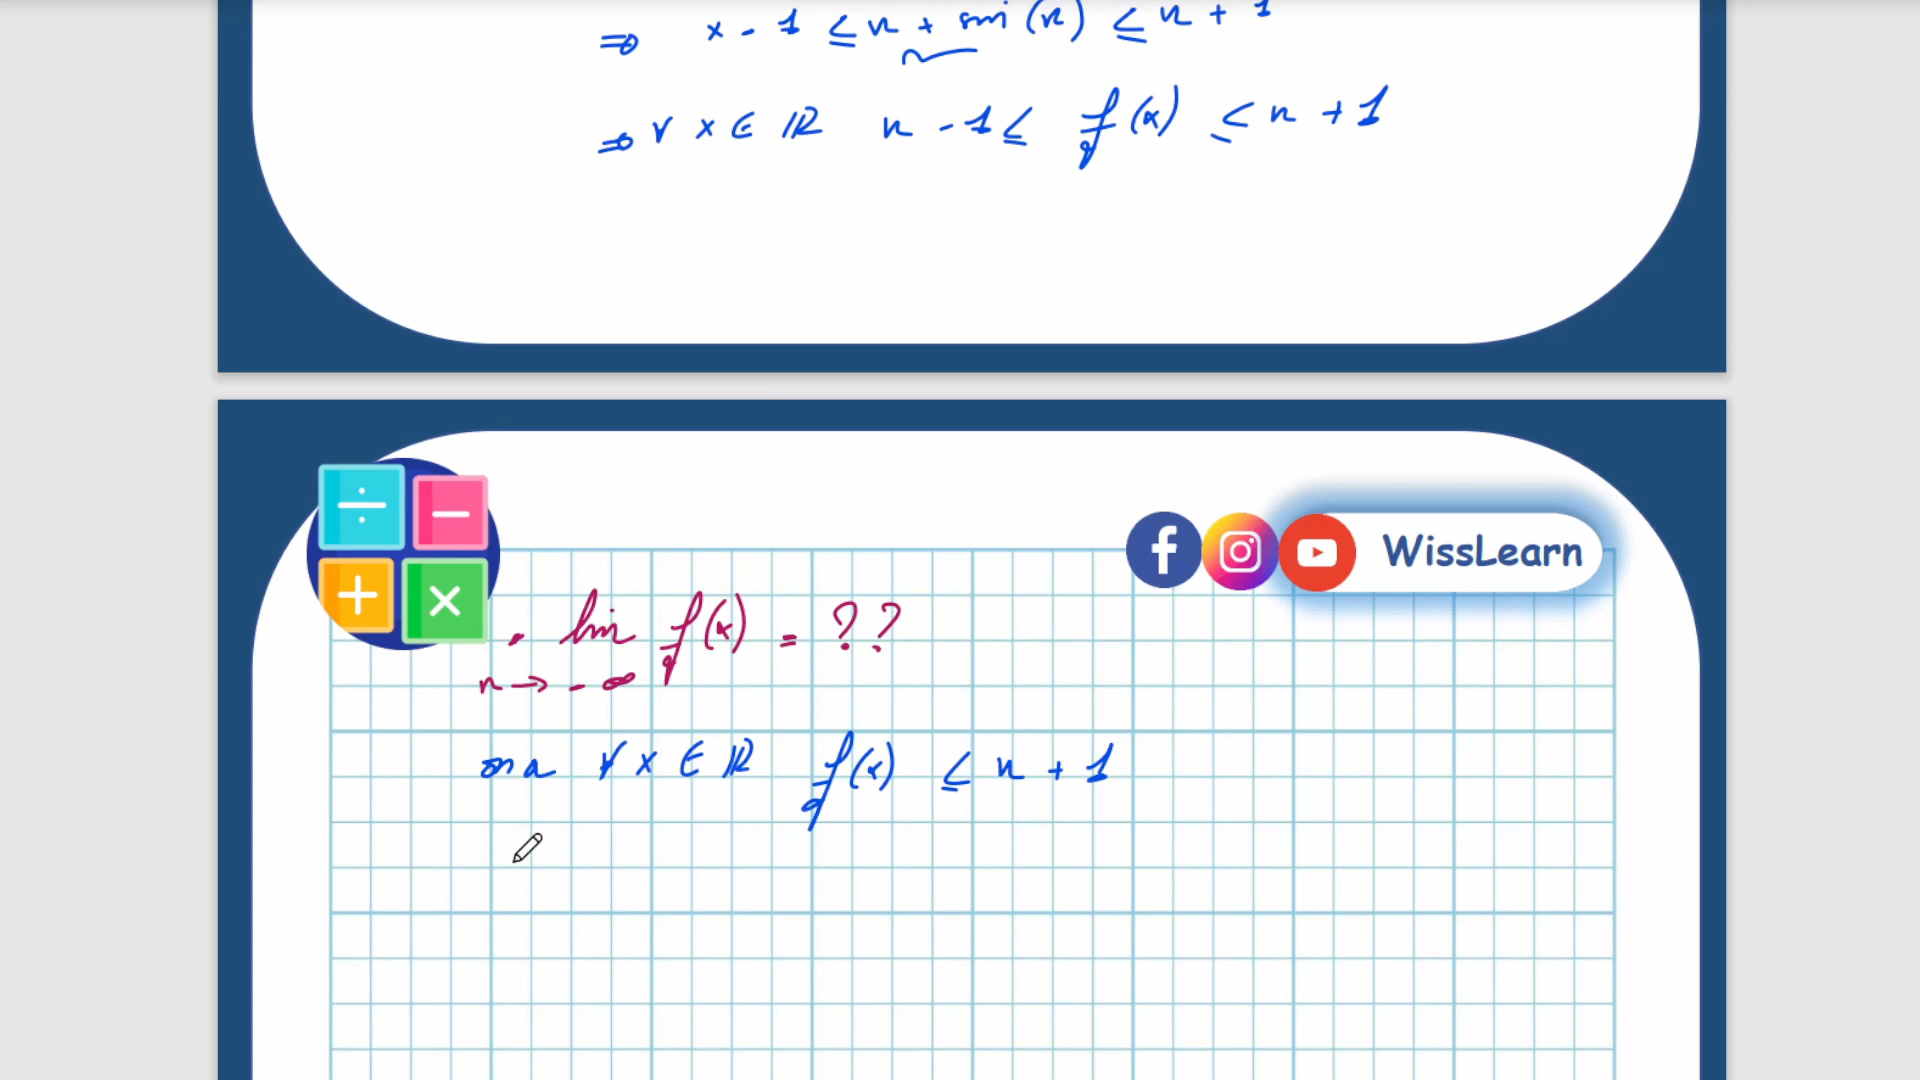 ⇒ x - 1 ≤ x + sin(x) ≤ x + 1
⇒ ∀ x ∈ ℝ x - 1 ≤ f(x) ≤ x + 1
WissLearn
• lim f(x) = ??
x → -∞
on a ∀ x ∈ ℝ f(x) ≤ x + 1